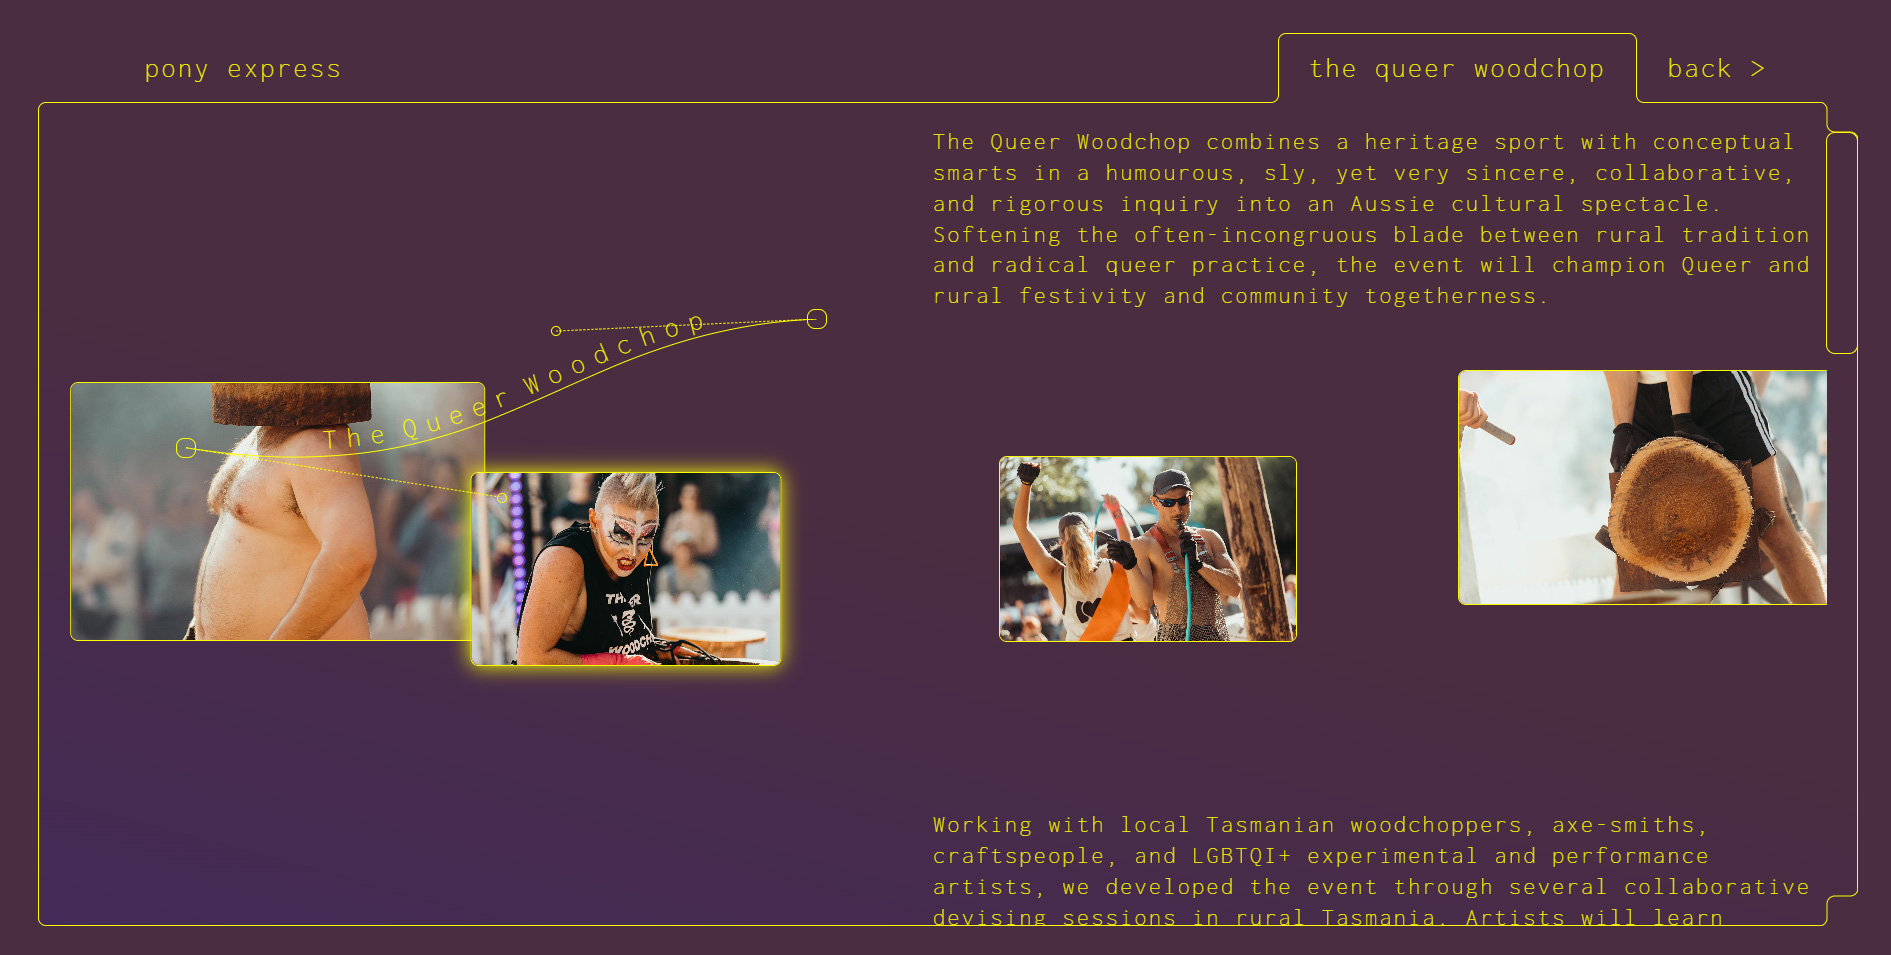 pony express
the queer woodchop
back >
The Queer Woodchop combines a heritage sport with conceptual
smarts in a humourous, sly, yet very sincere, collaborative,
and rigorous inquiry into an Aussie cultural spectacle.
Softening the often-incongruous blade between rural tradition
and radical queer practice, the event will champion Queer and
rural festivity and community togetherness.
The Queer Woodchop
Working with local Tasmanian woodchoppers, axe-smiths,
craftspeople, and LGBTQI+ experimental and performance
artists, we developed the event through several collaborative
devising sessions in rural Tasmania. Artists will learn